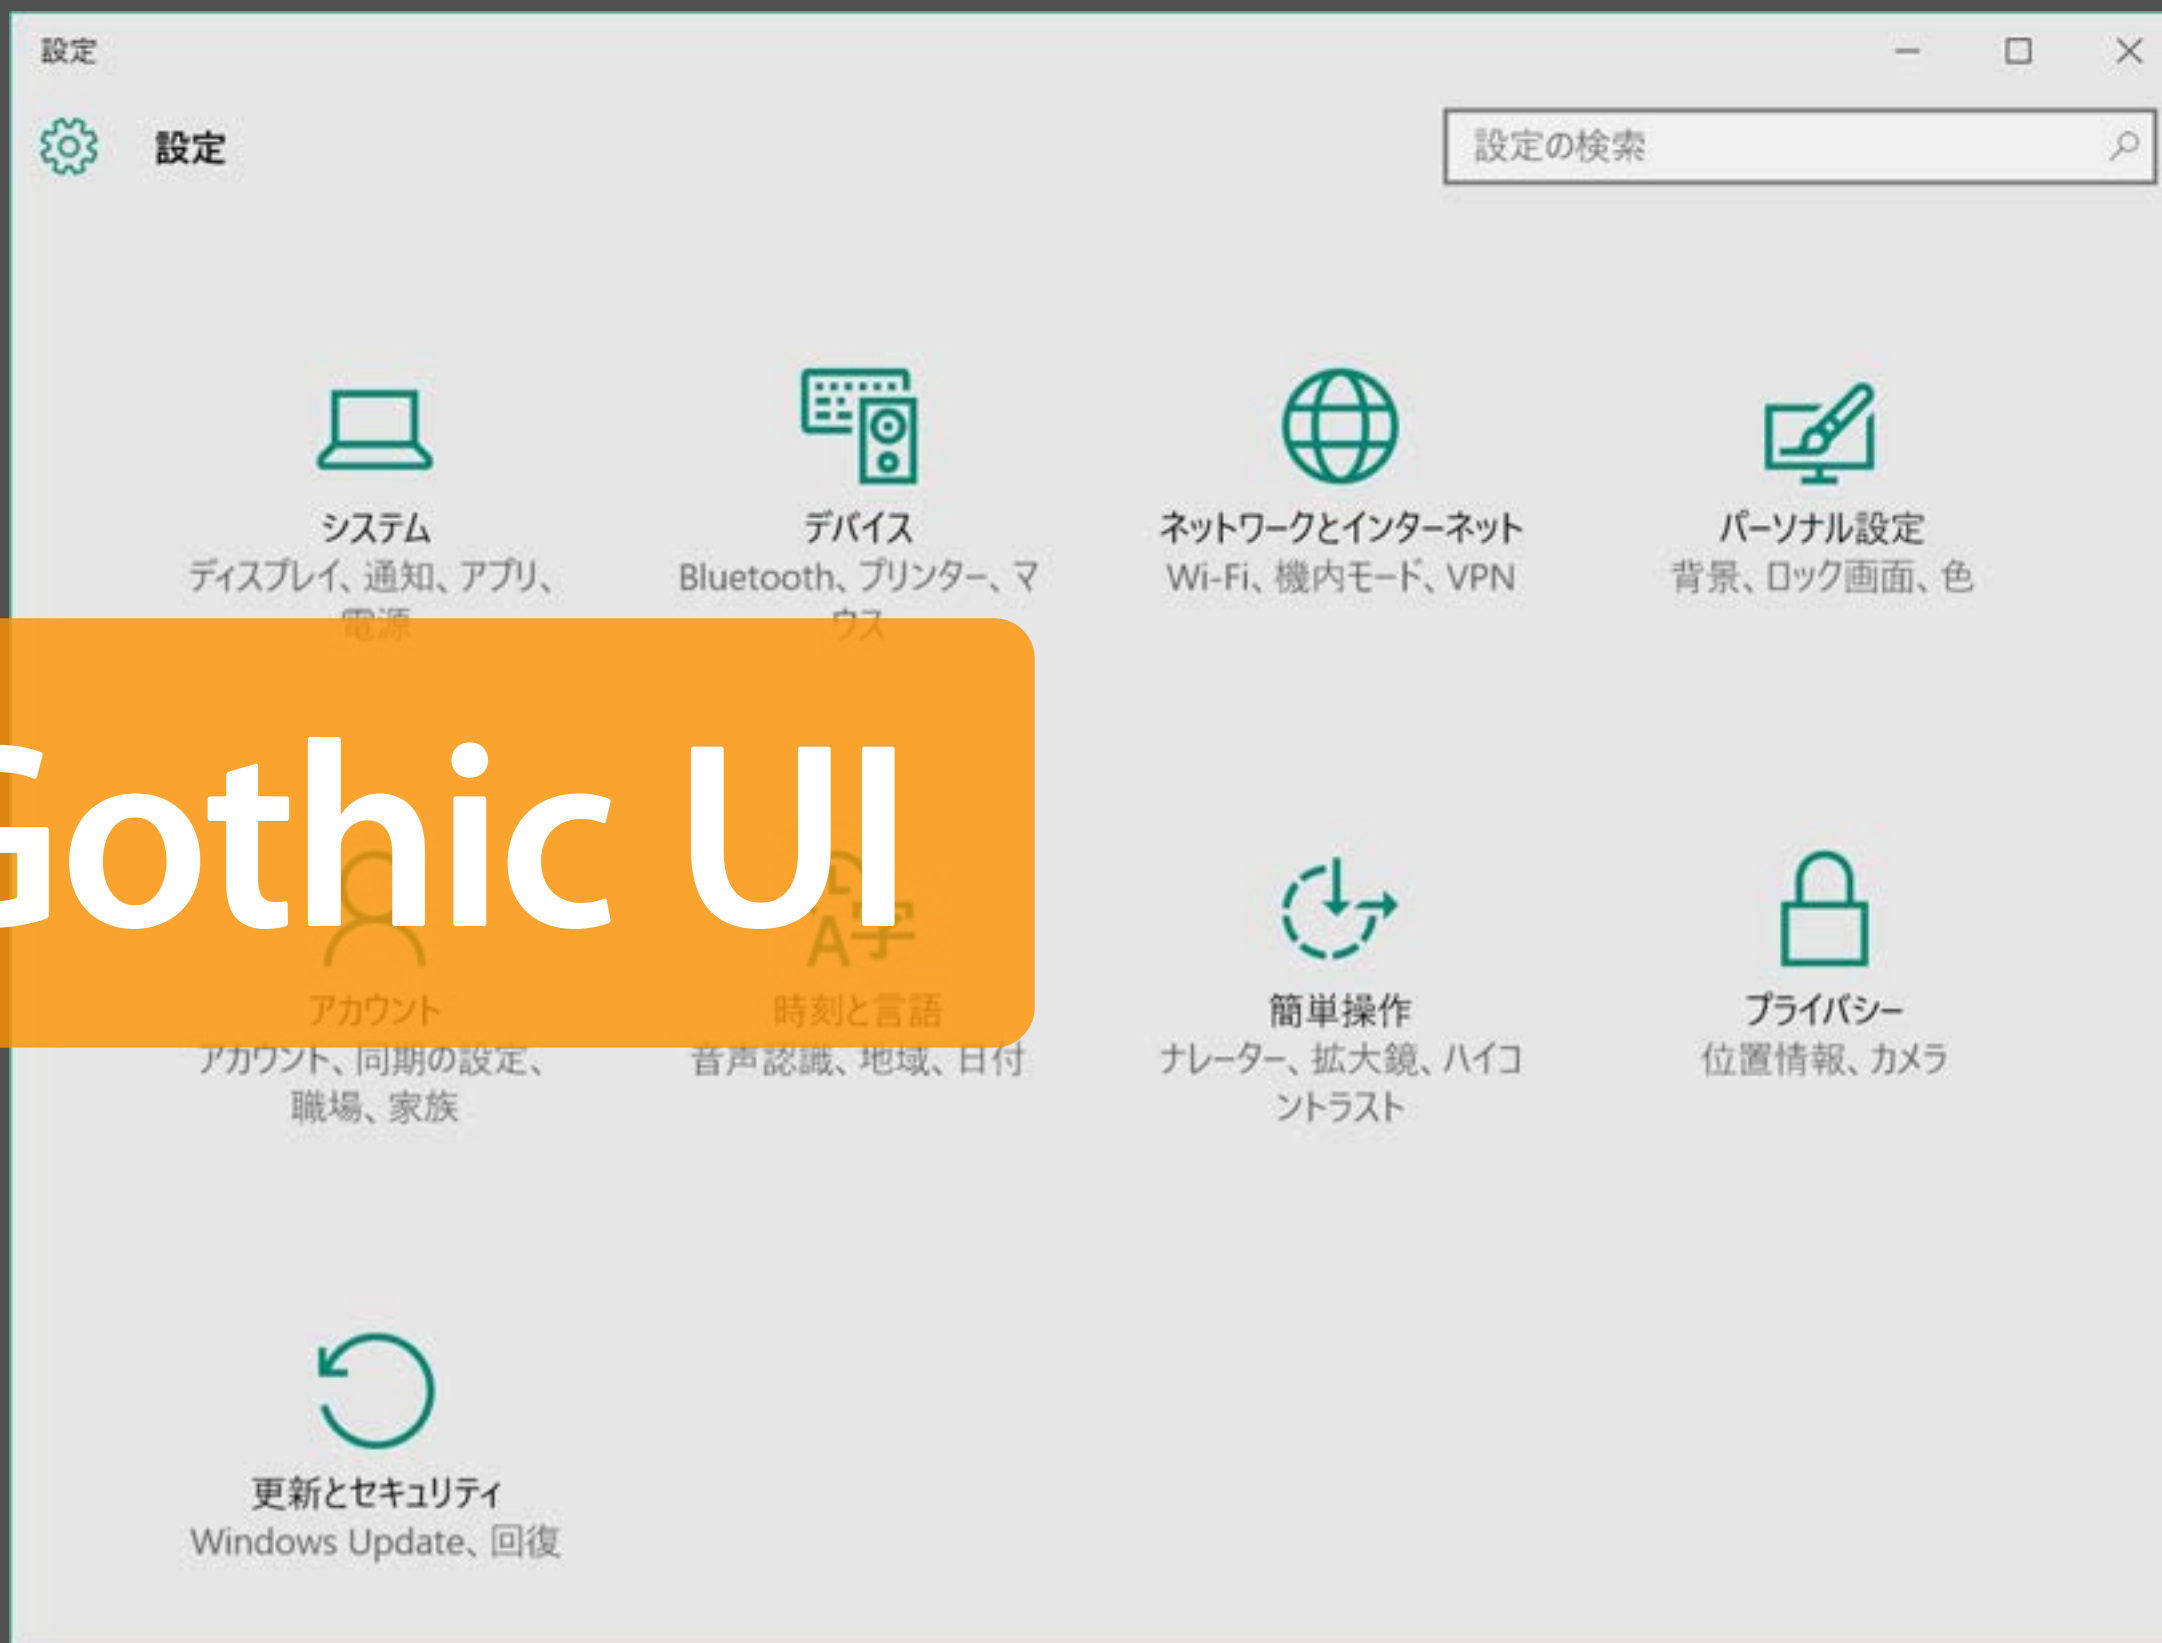 設定
設定
設定の検索
システム
ディスプレイ、通知、アプリ、
電源
デバイス
Bluetooth、プリンター、マ
ウス
ネットワークとインターネット
Wi-Fi、機内モード、VPN
パーソナル設定
背景、ロック画面、色
Gothic UI
A字
アカウント
アカウント、同期の設定、
職場、家族
時刻と言語
音声認識、地域、日付
簡単操作
ナレーター、拡大鏡、ハイコ
ントラスト
プライバシー
位置情報、カメラ
更新とセキュリティ
Windows Update、回復